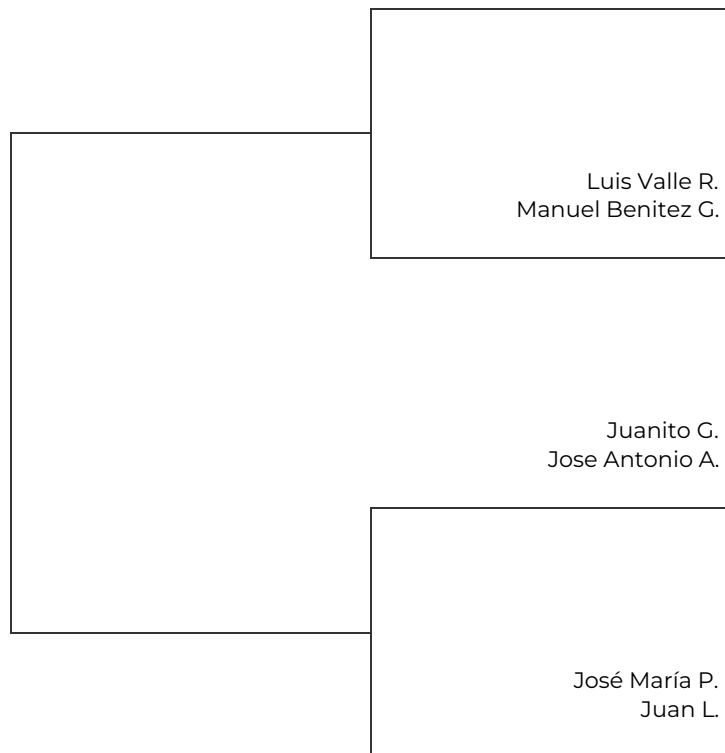 Luis Valle R.
Manuel Benitez G.
Juanito G.
Jose Antonio A.
José María P.
Juan L.